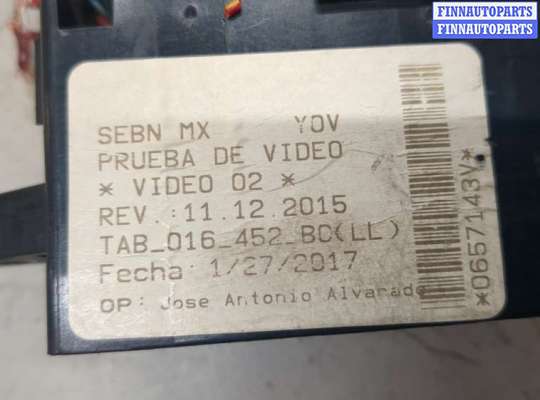 FINNAUTOPARTS
FINNAUTOPARTS
SEBN MX YOV
PRUEBA DE VIDEO
* VIDEO 02 *
REV.:11.12.2015
TAB_016_452_BC(LL)
Fecha: 1/27/2017
OP: Jose Antonio Alvarado
*0657143V*